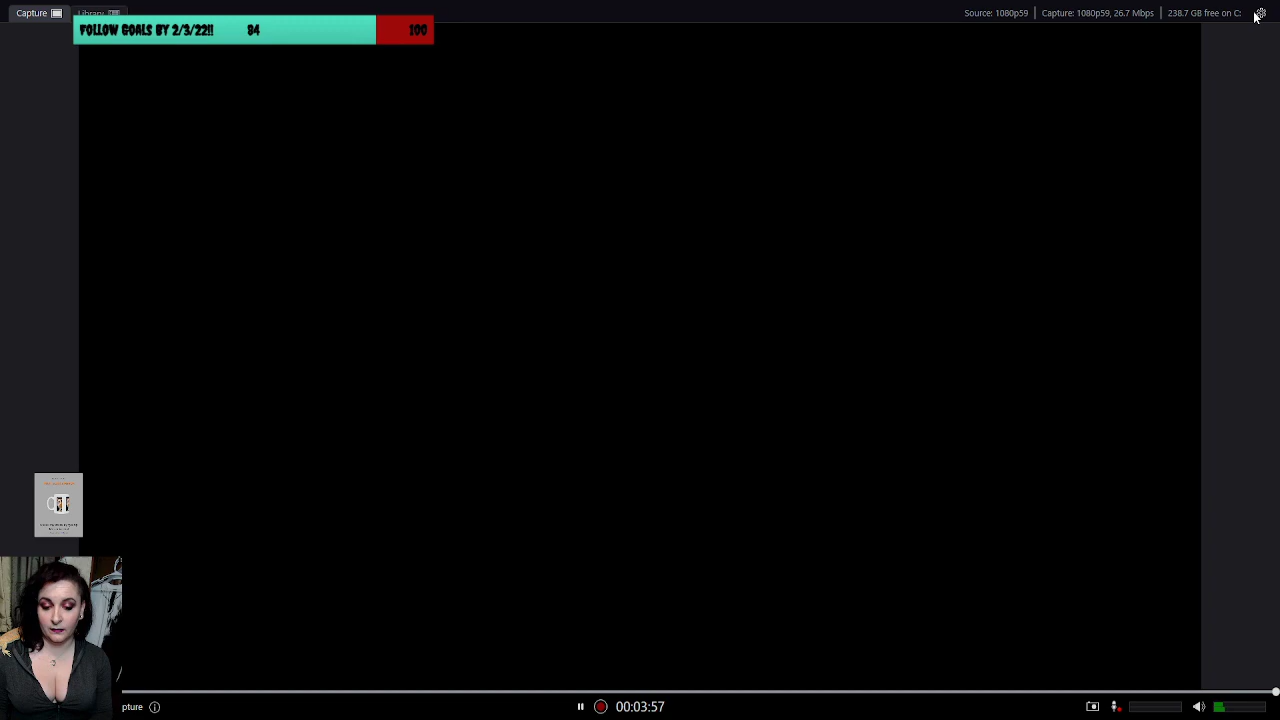 Capture
Library
Source: 1080p59 | Capture: 1080p59, 26.7 Mbps | 238.7 GB free on C:
FOLLOW GOALS BY 2/3/22!! 84 100
pture
00:03:57